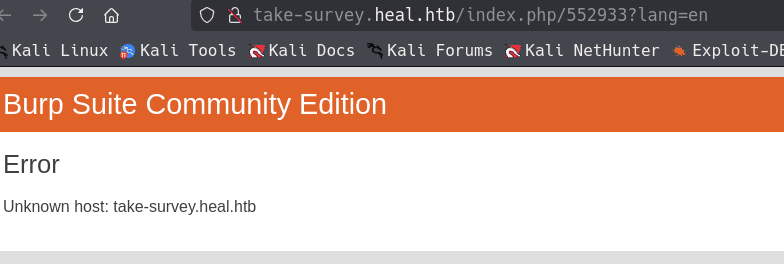 take-survey.heal.htb/index.php/552933?lang=en
Kali Linux Kali Tools Kali Docs Kali Forums Kali NetHunter Exploit-DB
Burp Suite Community Edition
Error
Unknown host: take-survey.heal.htb